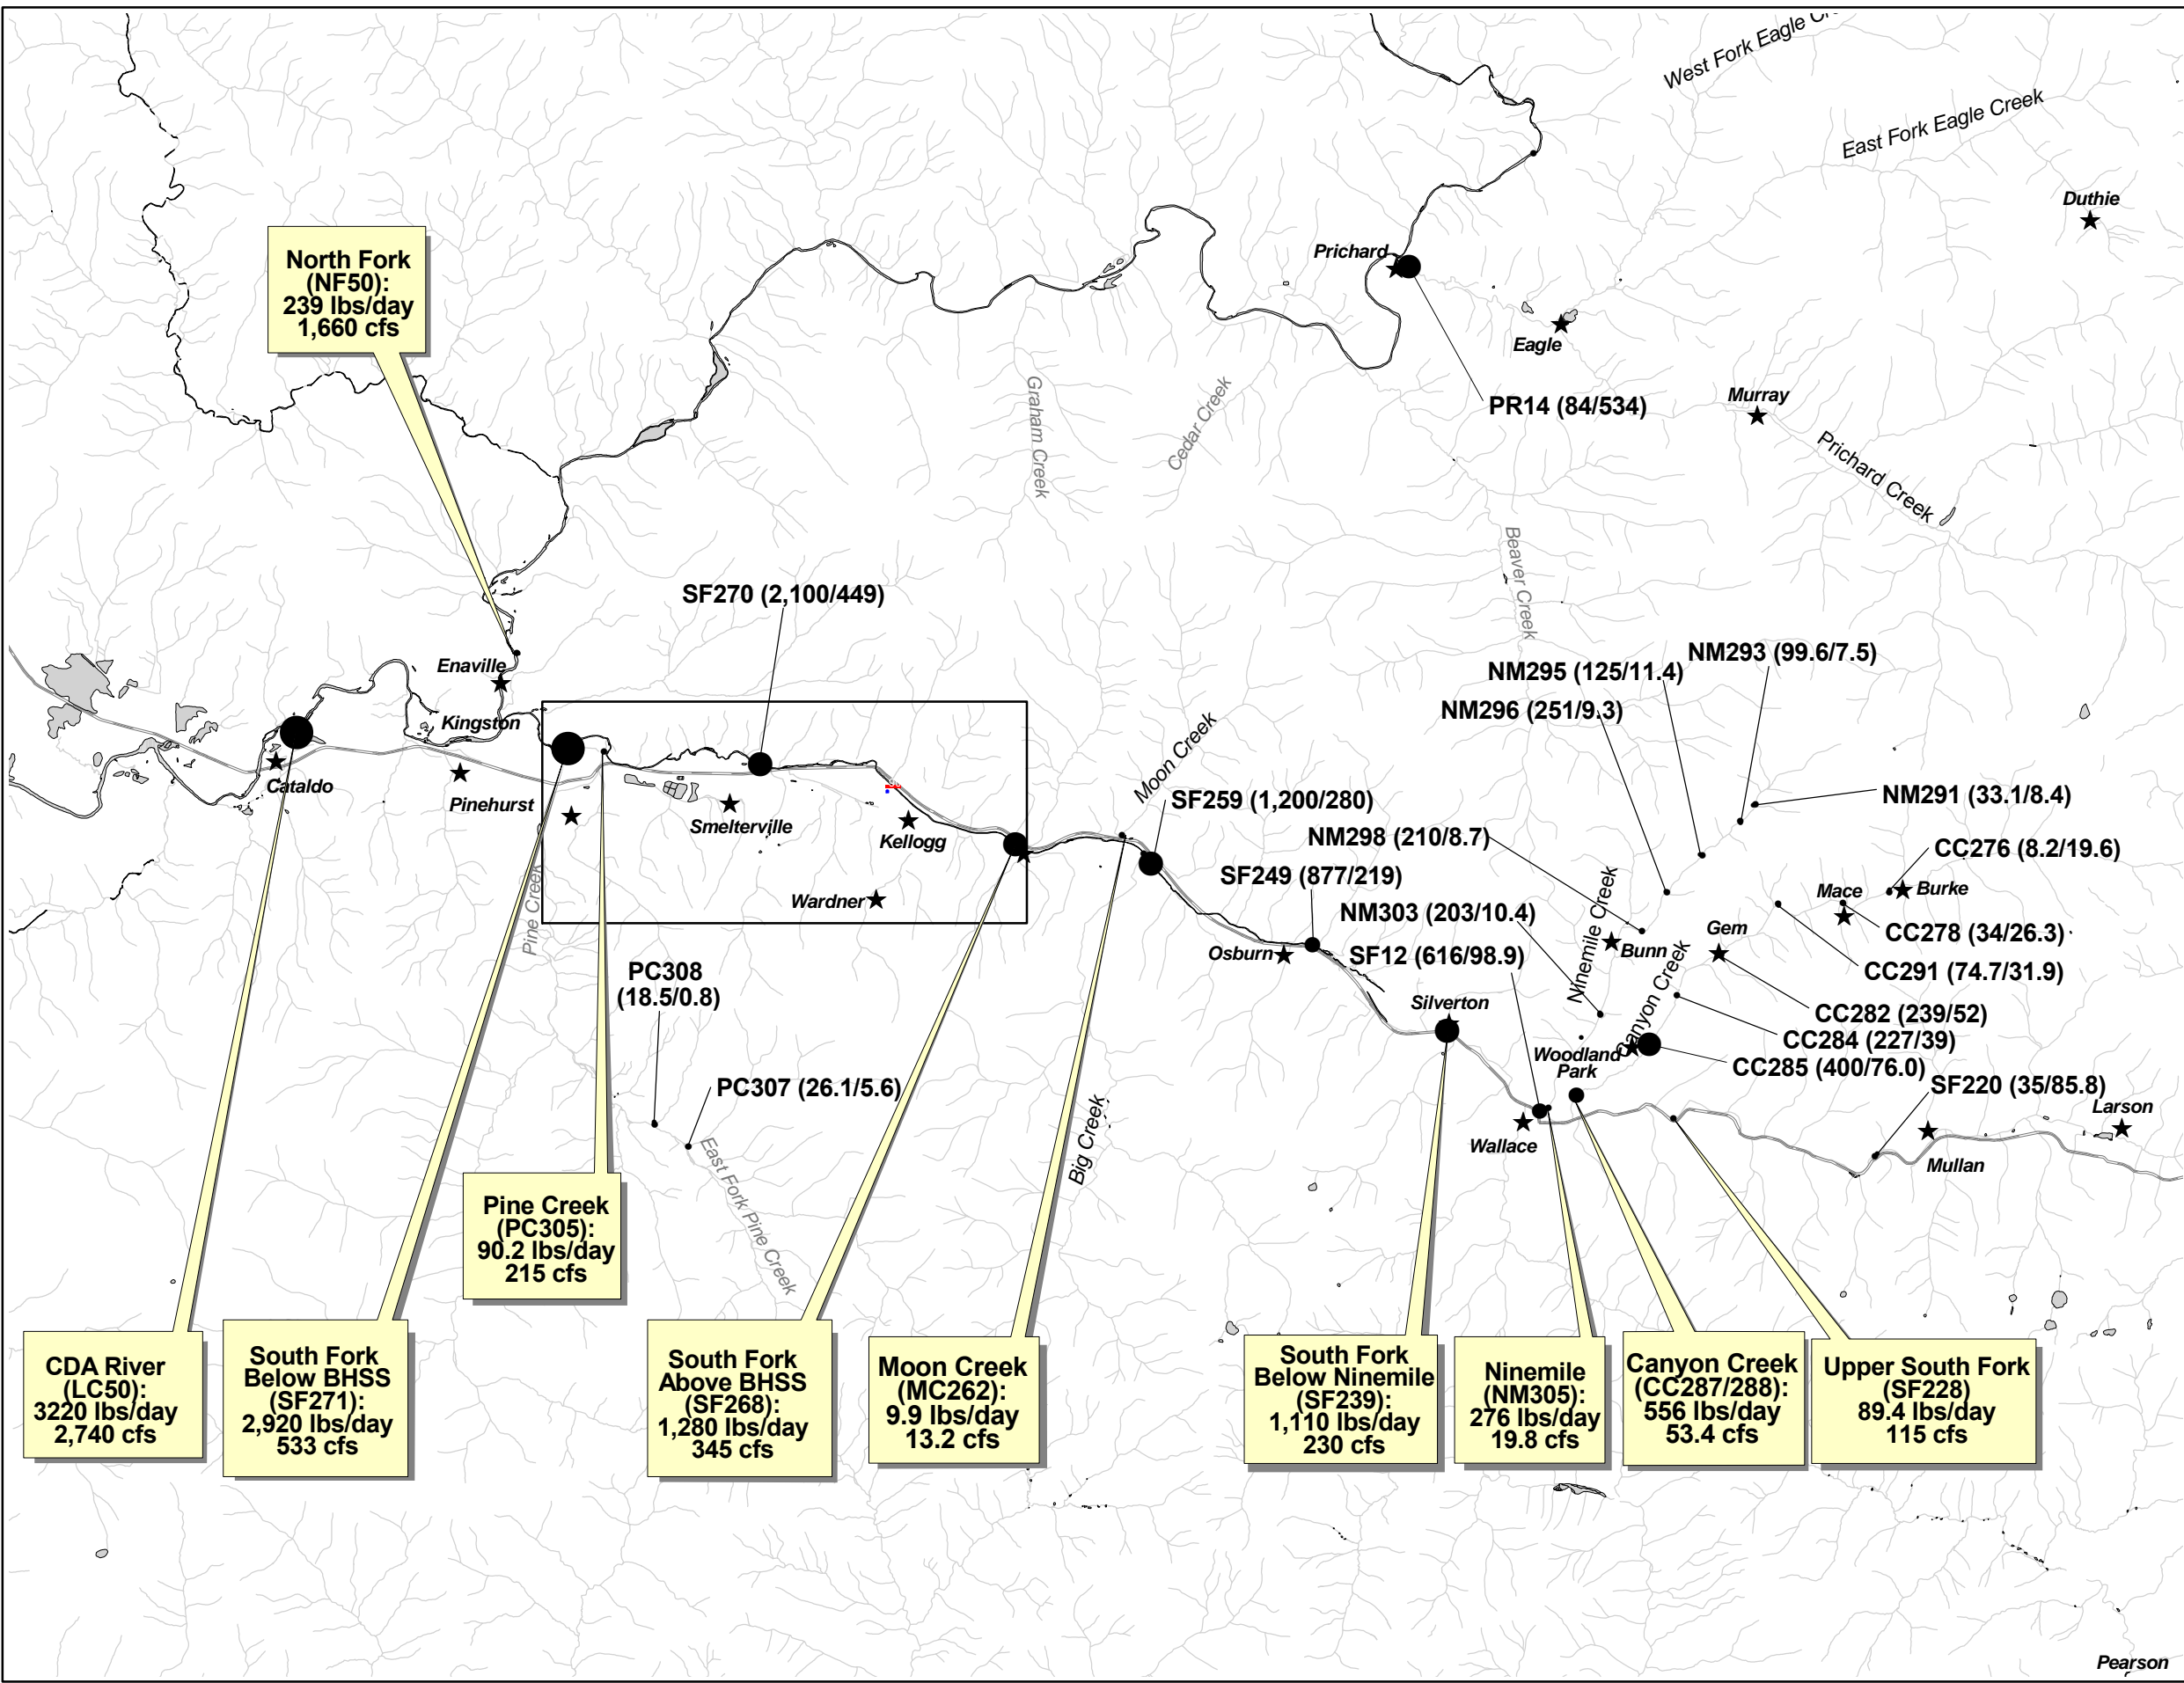 West Fork Eagle
East Fork Eagle Creek
Duthie
North Fork
(NF50):
239 lbs/day
1,660 cfs
Prichard
Eagle
PR14 (84/534)
Murray
Prichard Creek
Graham Creek
Cedar Creek
Beaver Creek
SF270 (2,100/449)
Enaville
Kingston
NM293 (99.6/7.5)
NM295 (125/11.4)
NM296 (251/9.3)
Moon Creek
Cataldo
Pinehurst
Smelterville
Kellogg
Wardner
SF259 (1,200/280)
NM291 (33.1/8.4)
NM298 (210/8.7)
CC276 (8.2/19.6)
SF249 (877/219)
Mace
Burke
NM303 (203/10.4)
Ninemile Creek
Bunn
Gem
CC278 (34/26.3)
Pine Creek
Osburn
SF12 (616/98.9)
Canyon Creek
CC291 (74.7/31.9)
PC308
(18.5/0.8)
Silverton
CC282 (239/52)
CC284 (227/39)
Woodland
Park
CC285 (400/76.0)
PC307 (26.1/5.6)
SF220 (35/85.8)
Larson
Wallace
Mullan
Big Creek
East Fork Pine Creek
Pine Creek
(PC305):
90.2 lbs/day
215 cfs
CDA River
(LC50):
3220 lbs/day
2,740 cfs
South Fork
Below BHSS
(SF271):
2,920 lbs/day
533 cfs
South Fork
Above BHSS
(SF268):
1,280 lbs/day
345 cfs
Moon Creek
(MC262):
9.9 lbs/day
13.2 cfs
South Fork
Below Ninemile
(SF239):
1,110 lbs/day
230 cfs
Ninemile
(NM305):
276 lbs/day
19.8 cfs
Canyon Creek
(CC287/288):
556 lbs/day
53.4 cfs
Upper South Fork
(SF228)
89.4 lbs/day
115 cfs
Pearson